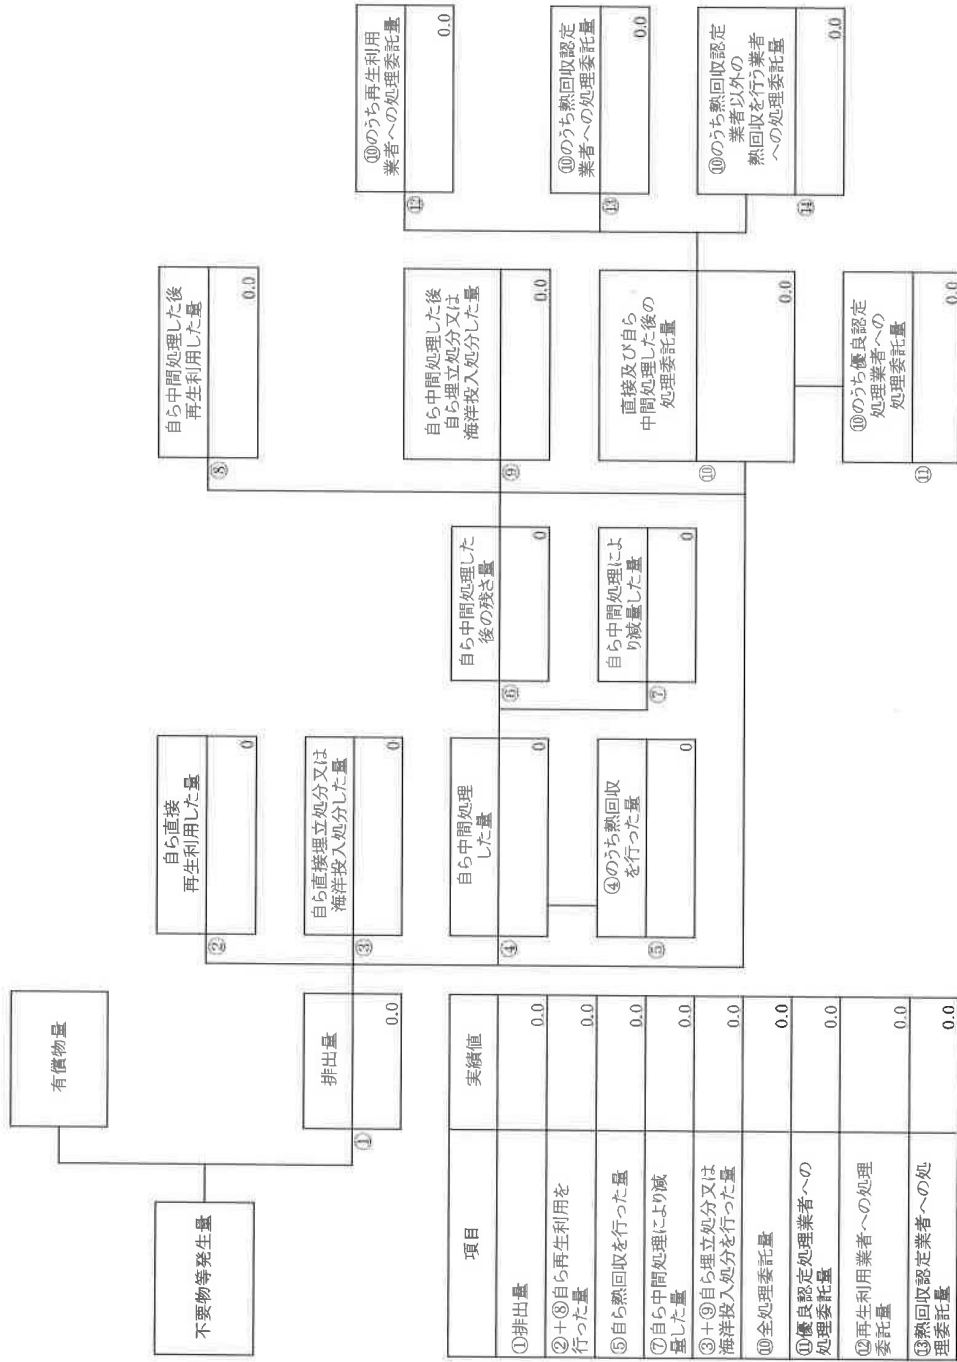 不要物等発生量
有償物量
①
排出量
0.0
②
自ら直接
再生利用した量
0
③
自ら直接埋立処分又は
海洋投入処分した量
0
④
自ら中間処理
した量
0
⑤
④のうち熱回収
を行った量
0
⑥
自ら中間処理した
後の残さ量
0
⑦
自ら中間処理によ
り減量した量
0
⑧
自ら中間処理した後
再生利用した量
0.0
⑨
自ら中間処理した後
自ら埋立処分又は
海洋投入処分した量
0.0
⑩
直接及び自ら
中間処理した後の
処理委託量
0.0
⑪
⑩のうち優良認定
処理業者への
処理委託量
0.0
⑫
⑩のうち再生利用
業者への処理委託量
0.0
⑬
⑩のうち熱回収認定
業者への処理委託量
0.0
⑭
⑩のうち熱回収認定
業者以外の
熱回収を行う業者
への処理委託量
0.0
項目 実績値
①排出量 0.0
②+⑧自ら再生利用を
行った量 0.0
⑤自ら熱回収を行った量 0.0
⑦自ら中間処理により減
量した量 0.0
③+⑨自ら埋立処分又は
海洋投入処分を行った量 0.0
⑩全処理委託量 0.0
⑪優良認定処理業者への
処理委託量 0.0
⑫再生利用業者への処理
委託量 0.0
⑬熱回収認定業者への処
理委託量 0.0